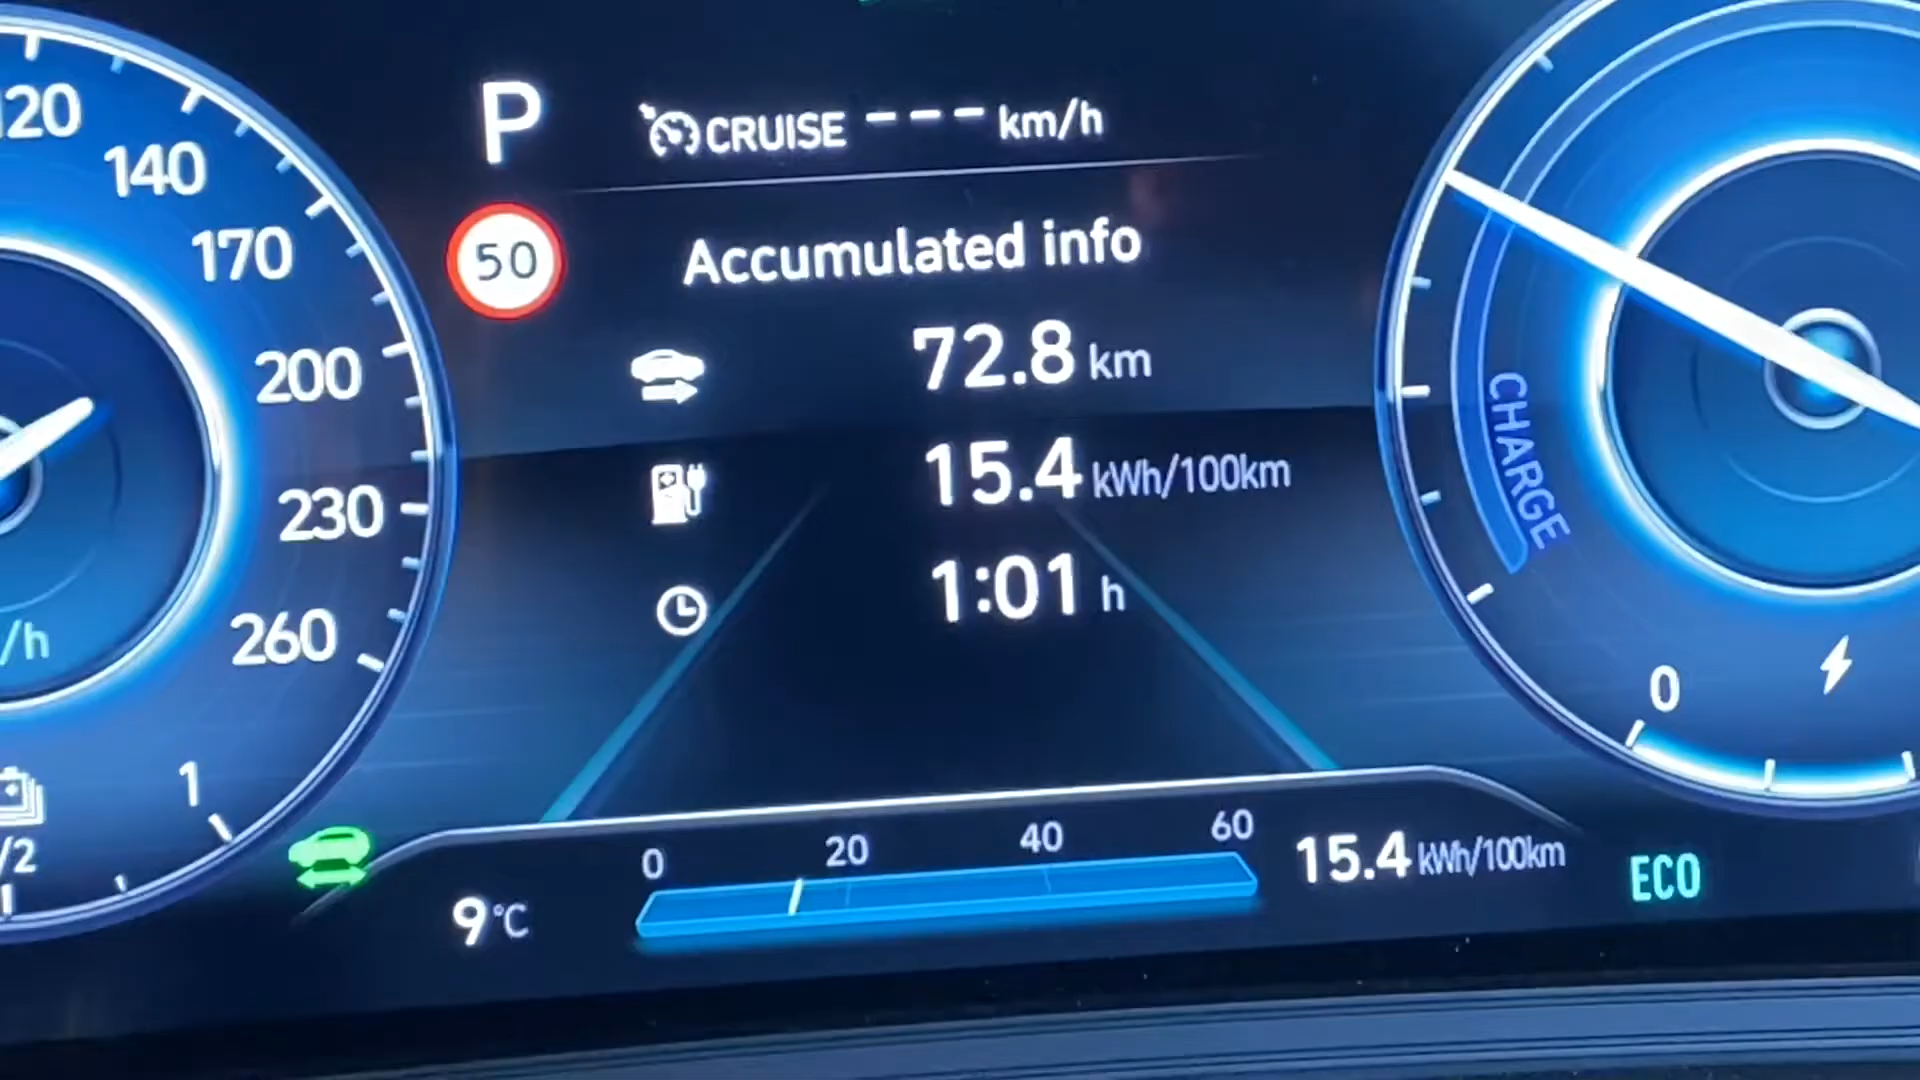 P CRUISE --- km/h
50 Accumulated info
72.8 km
15.4 kWh/100km
1:01 h
120
140
170
200
230
260
/h
1
/2
CHARGE
0
0 20 40 60
9°C
15.4 kWh/100km
ECO